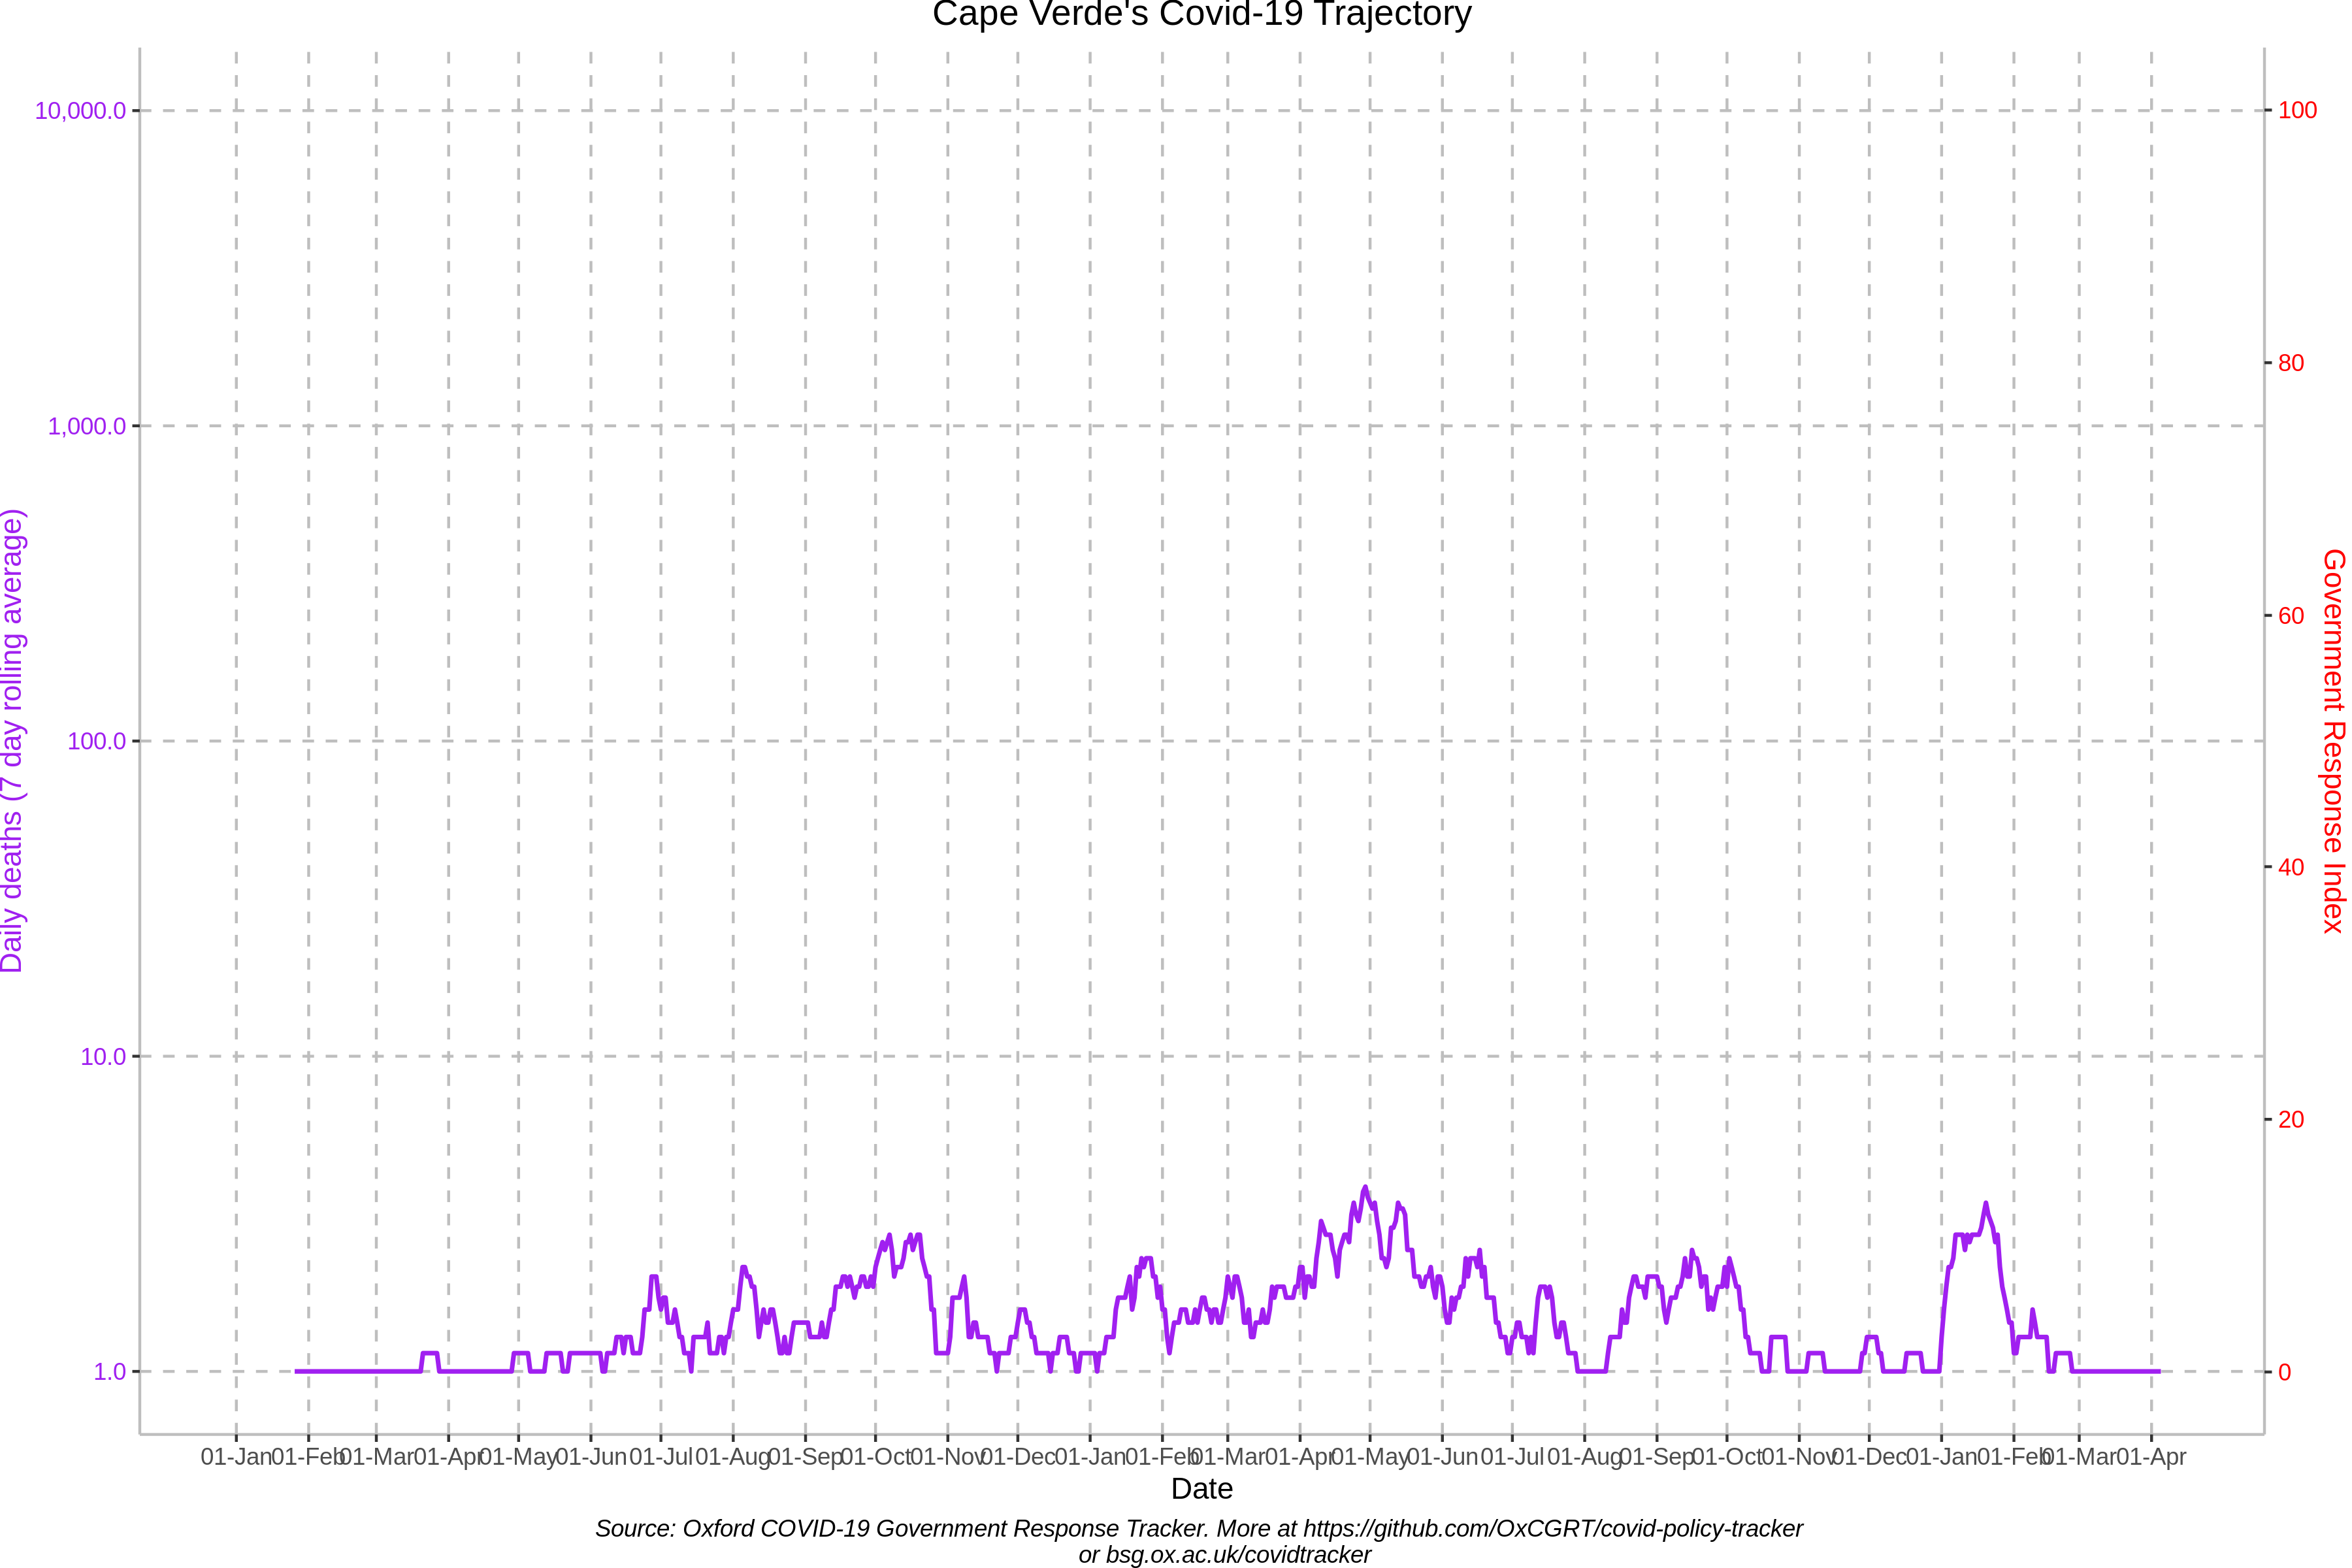 Cape Verde's Covid-19 Trajectory
10,000.0
1,000.0
100.0
10.0
1.0
Daily deaths (7 day rolling average)
100
80
60
40
20
0
Government Response Index
01-Jan 01-Feb 01-Mar 01-Apr 01-May 01-Jun 01-Jul 01-Aug 01-Sep 01-Oct 01-Nov 01-Dec 01-Jan 01-Feb 01-Mar 01-Apr 01-May 01-Jun 01-Jul 01-Aug 01-Sep 01-Oct 01-Nov 01-Dec 01-Jan 01-Feb 01-Mar 01-Apr
Date
Source: Oxford COVID-19 Government Response Tracker. More at https://github.com/OxCGRT/covid-policy-tracker
or bsg.ox.ac.uk/covidtracker